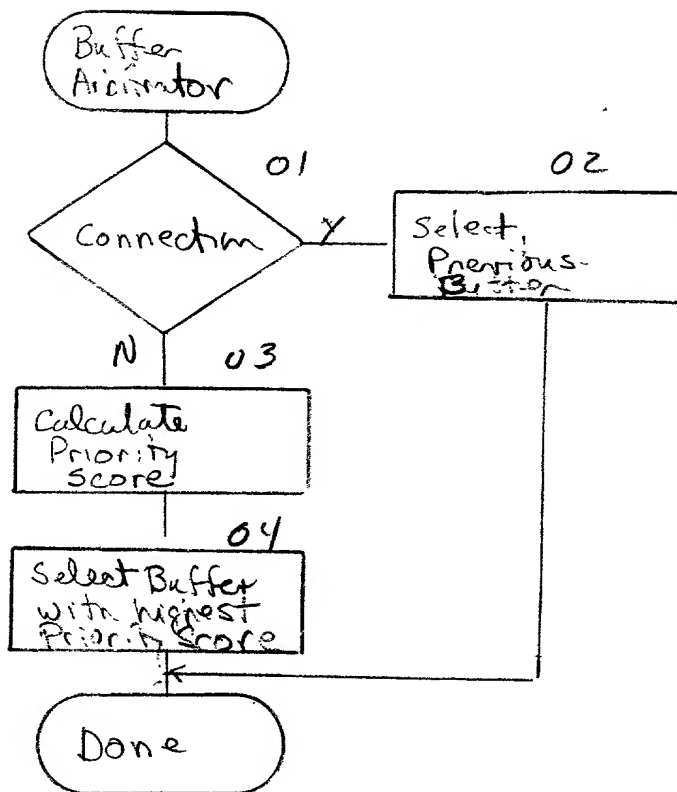 Buffer
Arbitrator
01
Connection
Y
02
Select
Previous
Buffer
N
03
Calculate
Priority
Score
04
Select Buffer
with highest
Priority Score
Done